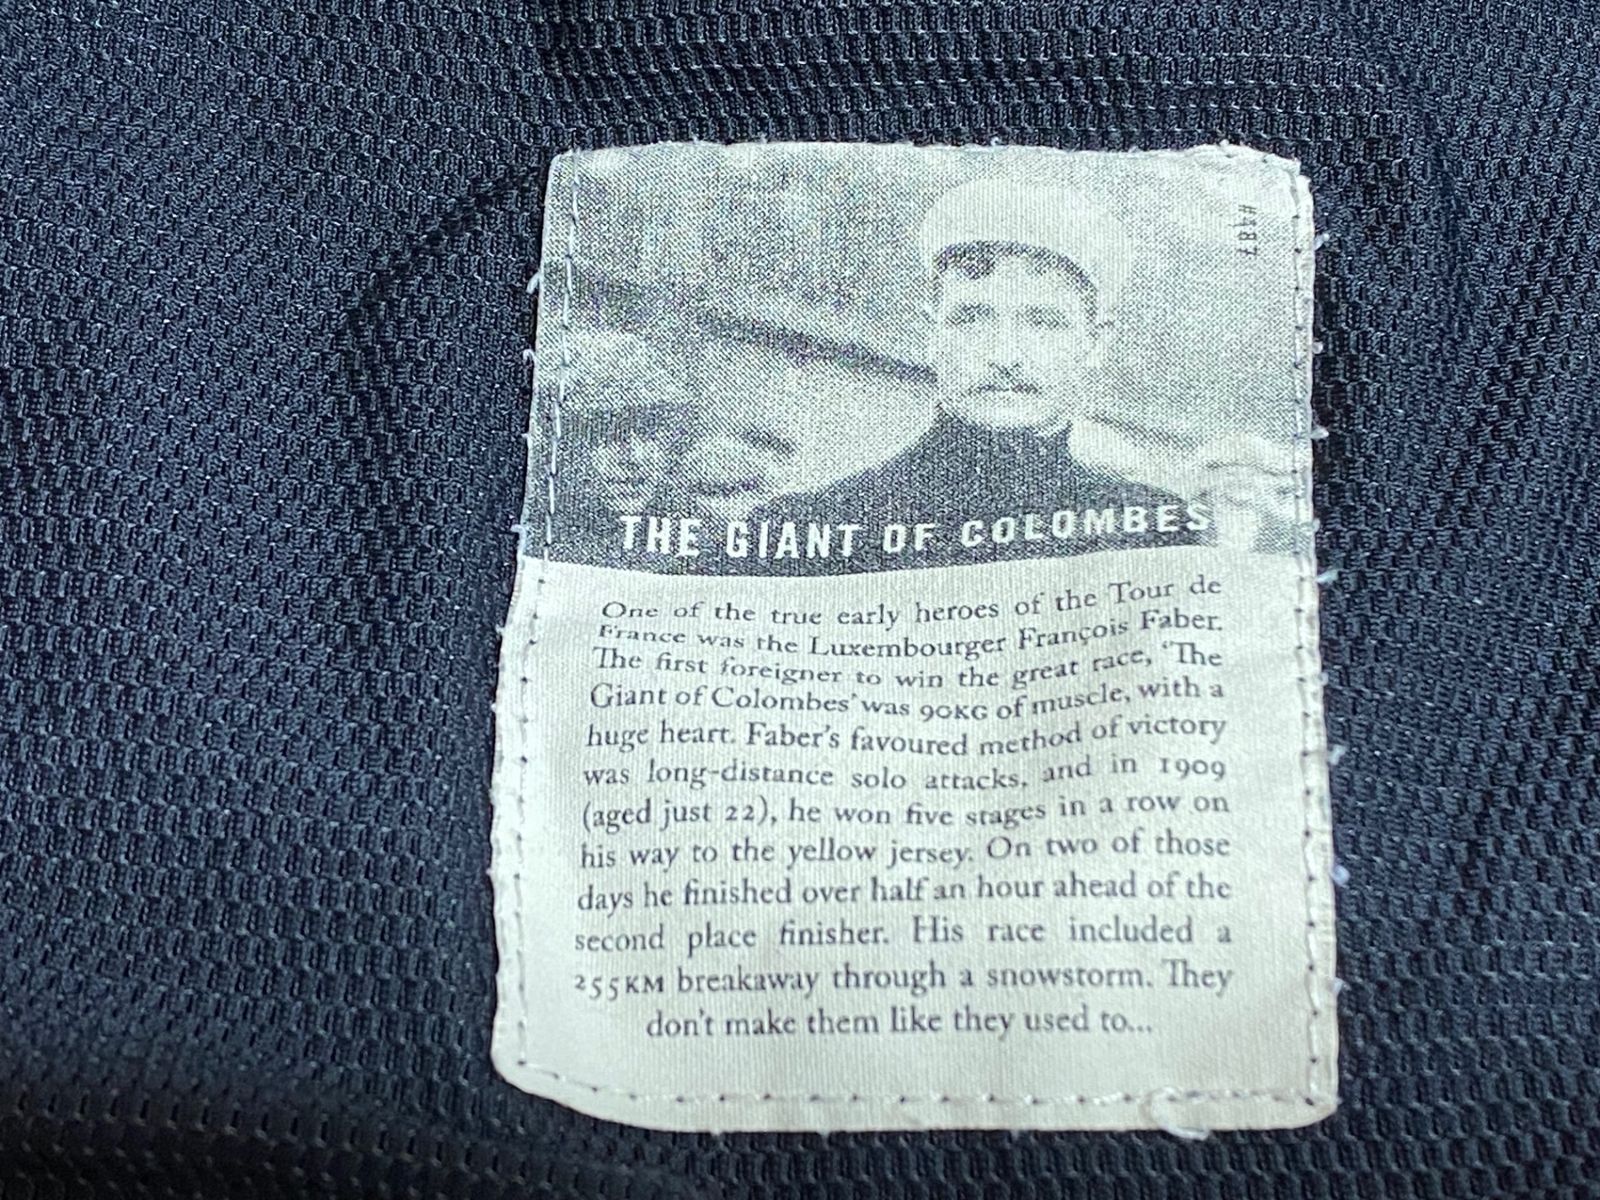 THE GIANT OF COLOMBES
One of the true early heroes of the Tour de
France was the Luxembourger François Faber.
The first foreigner to win the great race, ‘The
Giant of Colombes’ was 90KG of muscle, with a
huge heart. Faber’s favoured method of victory
was long-distance solo attacks, and in 1909
(aged just 22), he won five stages in a row on
his way to the yellow jersey. On two of those
days he finished over half an hour ahead of the
second place finisher. His race included a
255KM breakaway through a snowstorm. They
don’t make them like they used to...